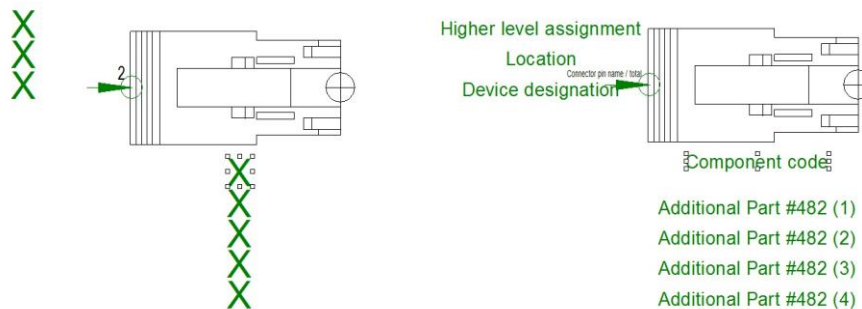 X
X
X
2
X
X
X
X
X
Higher level assignment
Location
Connector pin name / total
Device designation
Component code
Additional Part #482 (1)
Additional Part #482 (2)
Additional Part #482 (3)
Additional Part #482 (4)